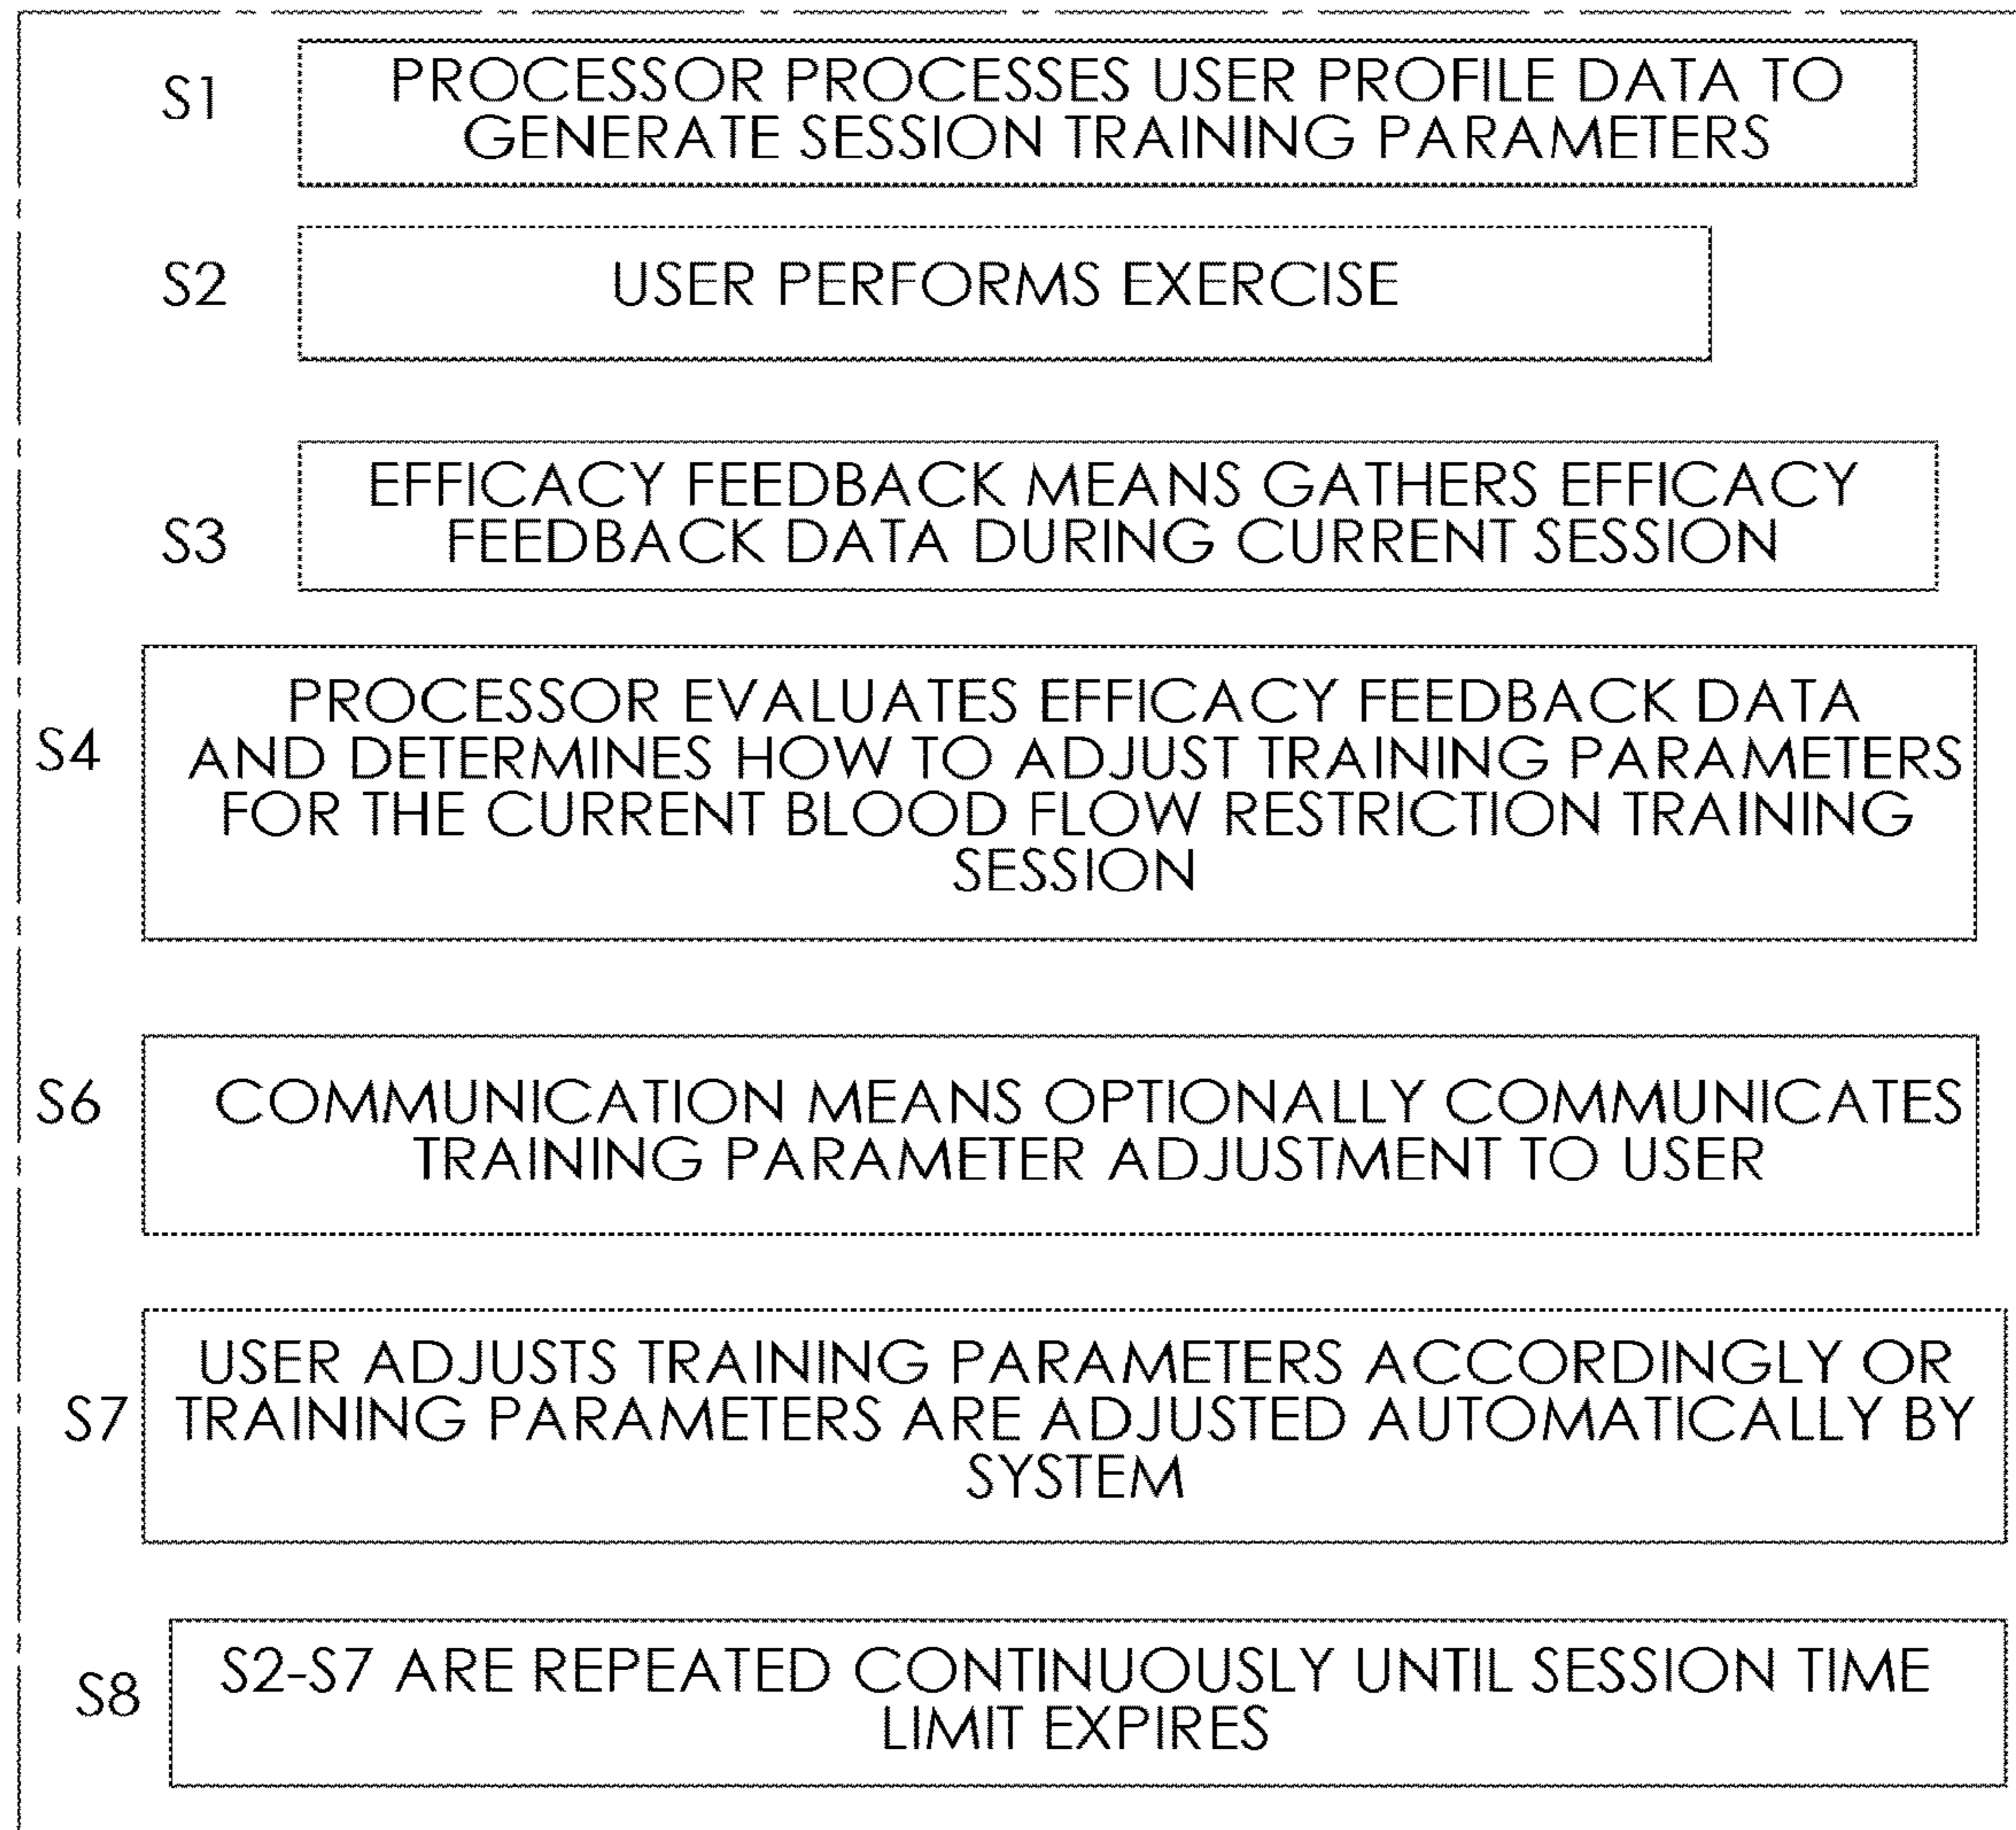 S1
PROCESSOR PROCESSES USER PROFILE DATA TO
GENERATE SESSION TRAINING PARAMETERS
S2
USER PERFORMS EXERCISE
S3
EFFICACY FEEDBACK MEANS GATHERS EFFICACY
FEEDBACK DATA DURING CURRENT SESSION
S4
PROCESSOR EVALUATES EFFICACY FEEDBACK DATA
AND DETERMINES HOW TO ADJUST TRAINING PARAMETERS
FOR THE CURRENT BLOOD FLOW RESTRICTION TRAINING
SESSION
S6
COMMUNICATION MEANS OPTIONALLY COMMUNICATES
TRAINING PARAMETER ADJUSTMENT TO USER
S7
USER ADJUSTS TRAINING PARAMETERS ACCORDINGLY OR
TRAINING PARAMETERS ARE ADJUSTED AUTOMATICALLY BY
SYSTEM
S8
S2-S7 ARE REPEATED CONTINUOUSLY UNTIL SESSION TIME
LIMIT EXPIRES